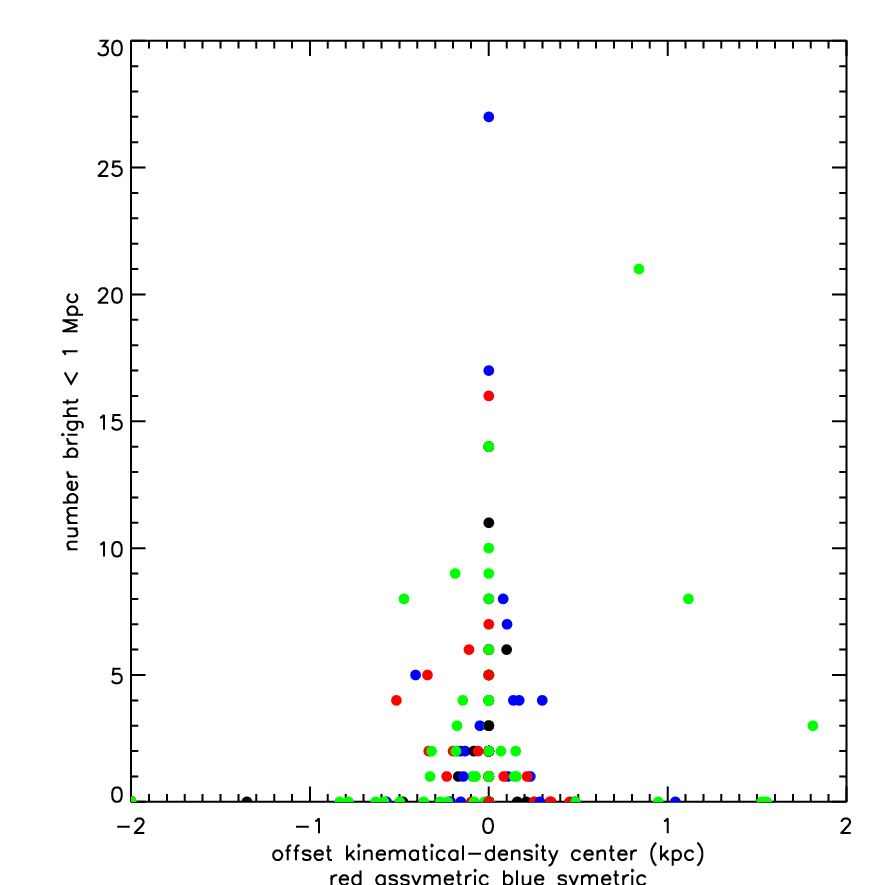 30
25
20
15
10
5
0
number bright < 1 Mpc
−2 −1 0 1 2
offset kinematical−density center (kpc)
red assymetric blue symetric